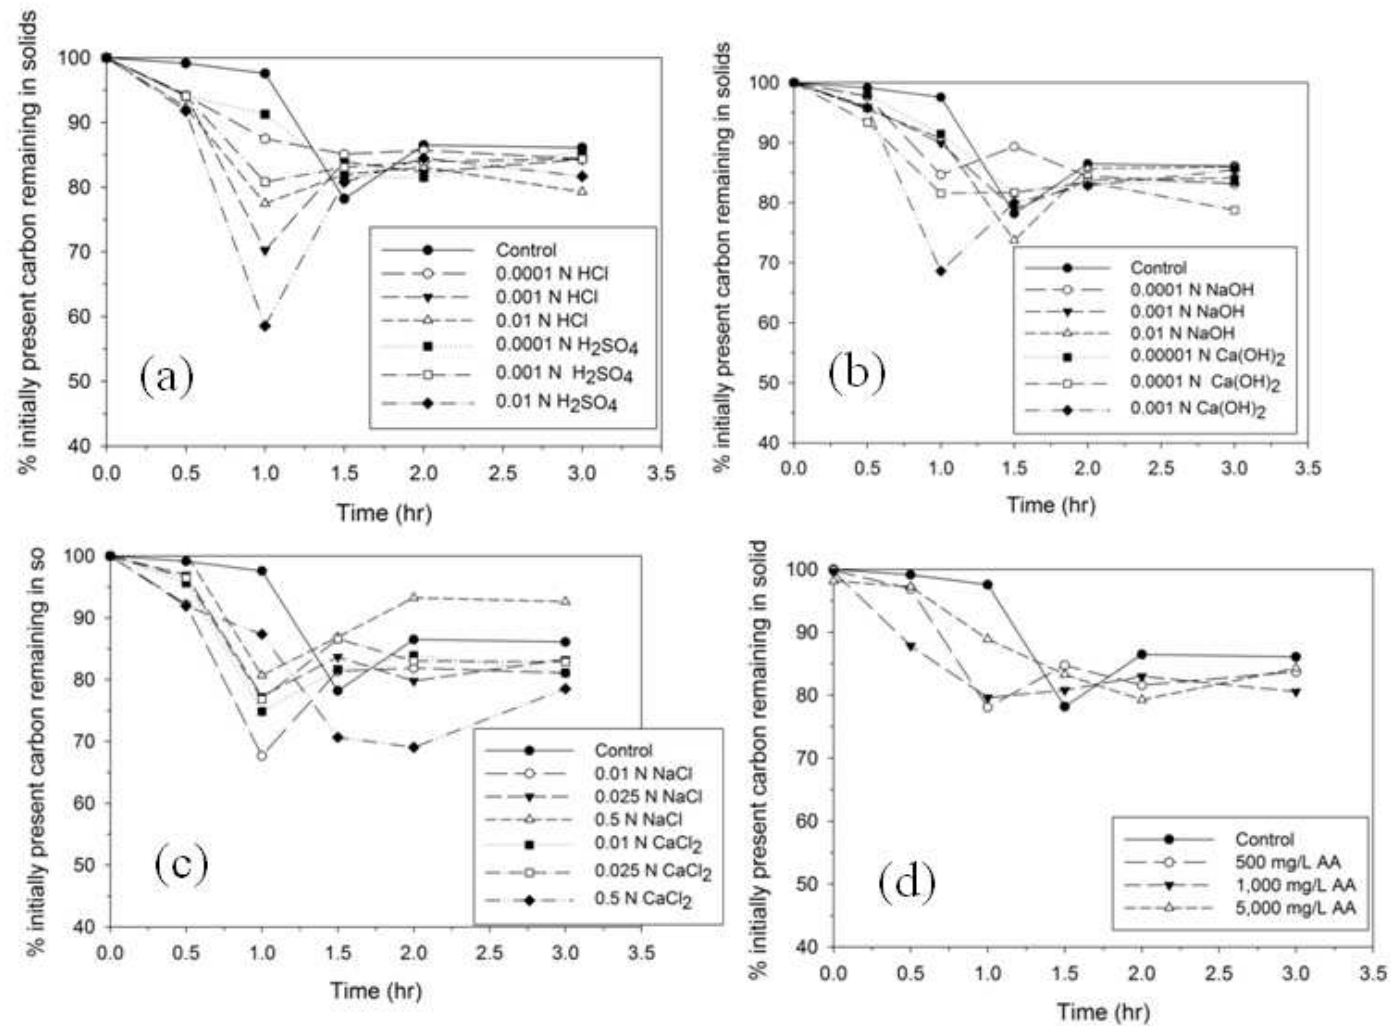 % initially present carbon remaining in solids
100
90
80
70
60
50
40
0.0 0.5 1.0 1.5 2.0 2.5 3.0 3.5
Time (hr)
(a)
Control
0.0001 N HCl
0.001 N HCl
0.01 N HCl
0.0001 N H2SO4
0.001 N H2SO4
0.01 N H2SO4
% initially present carbon remaining in solids
100
90
80
70
60
50
40
0.0 0.5 1.0 1.5 2.0 2.5 3.0 3.5
Time (hr)
(b)
Control
0.0001 N NaOH
0.001 N NaOH
0.01 N NaOH
0.00001 N Ca(OH)2
0.0001 N Ca(OH)2
0.001 N Ca(OH)2
% initially present carbon remaining in so
100
90
80
70
60
50
40
0.0 0.5 1.0 1.5 2.0 2.5 3.0 3.5
Time (hr)
(c)
Control
0.01 N NaCl
0.025 N NaCl
0.5 N NaCl
0.01 N CaCl2
0.025 N CaCl2
0.5 N CaCl2
% initially present carbon remaining in solid
100
90
80
70
60
50
40
0.0 0.5 1.0 1.5 2.0 2.5 3.0 3.5
Time (hr)
(d)
Control
500 mg/L AA
1,000 mg/L AA
5,000 mg/L AA